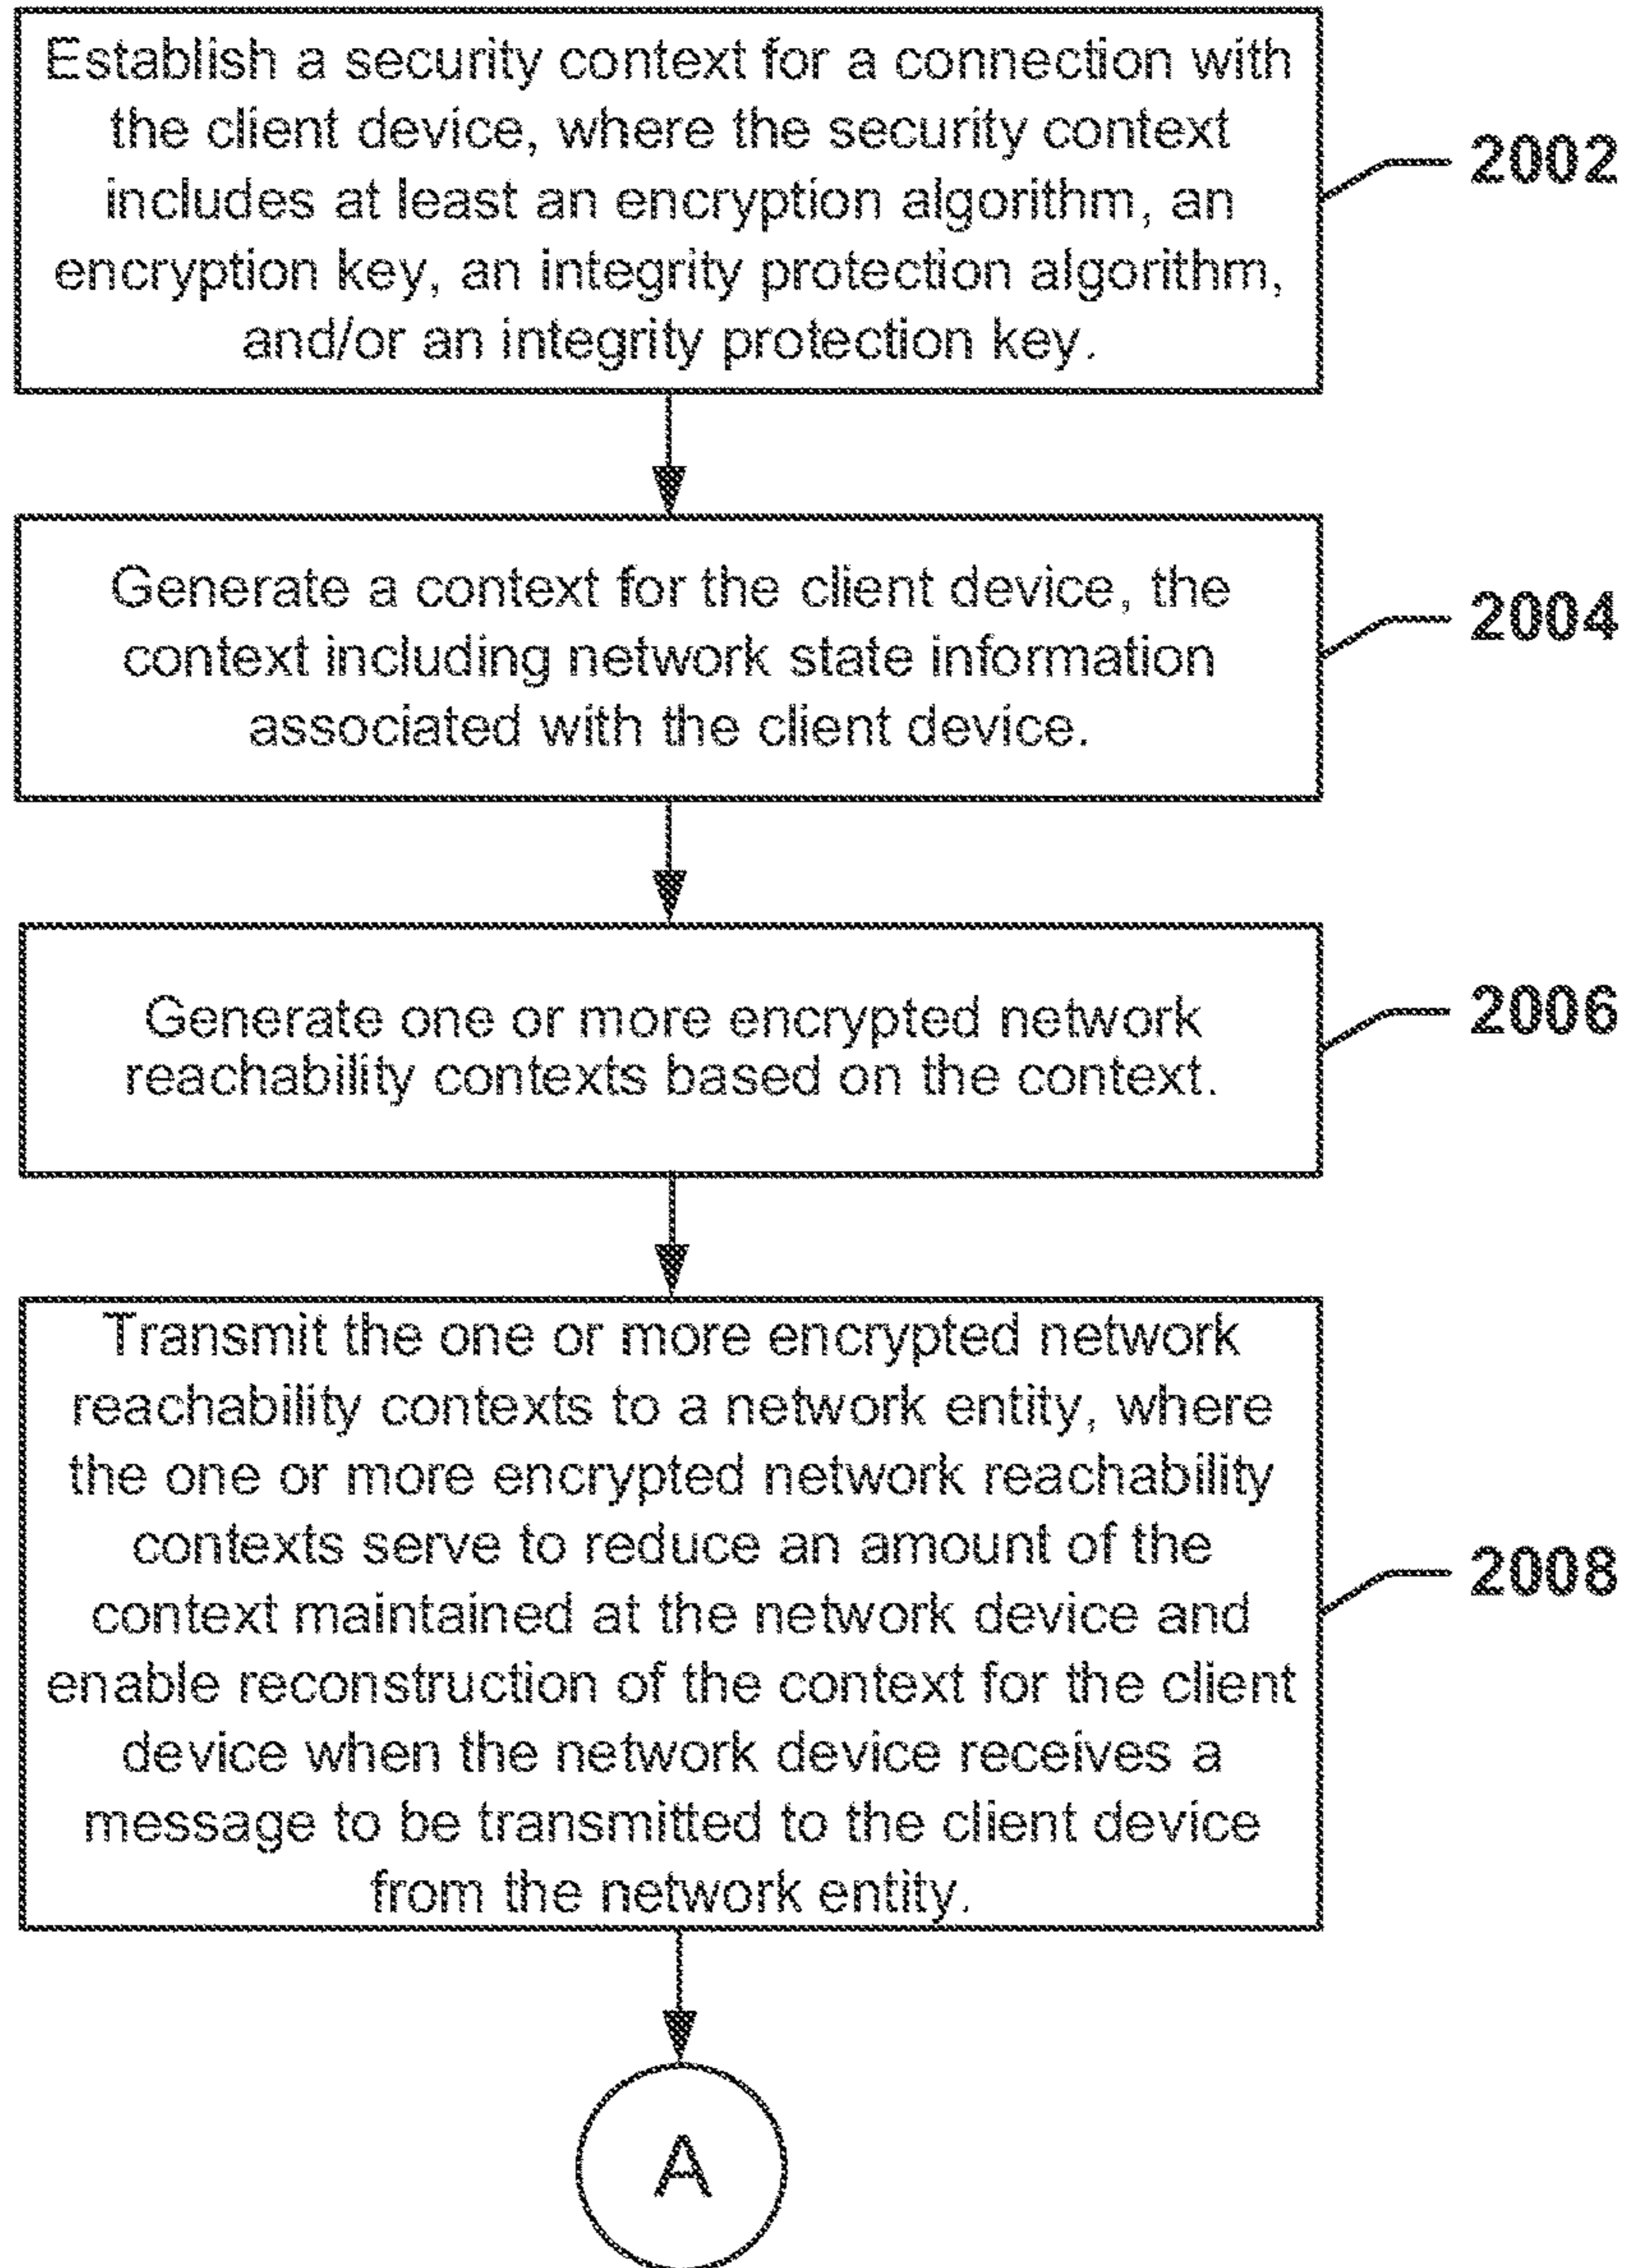 Establish a security context for a connection with
the client device, where the security context
includes at least an encryption algorithm, an
encryption key, an integrity protection algorithm,
and/or an integrity protection key.
2002
Generate a context for the client device, the
context including network state information
associated with the client device.
2004
Generate one or more encrypted network
reachability contexts based on the context.
2006
Transmit the one or more encrypted network
reachability contexts to a network entity, where
the one or more encrypted network reachability
contexts serve to reduce an amount of the
context maintained at the network device and
enable reconstruction of the context for the client
device when the network device receives a
message to be transmitted to the client device
from the network entity.
2008
A